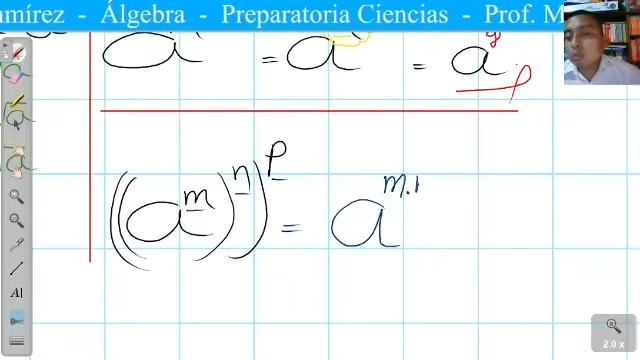 amírez - Álgebra - Preparatoria Ciencias - Prof. M
a = a = a^y
((a^m)^n)^p = a^m.
2.0 x